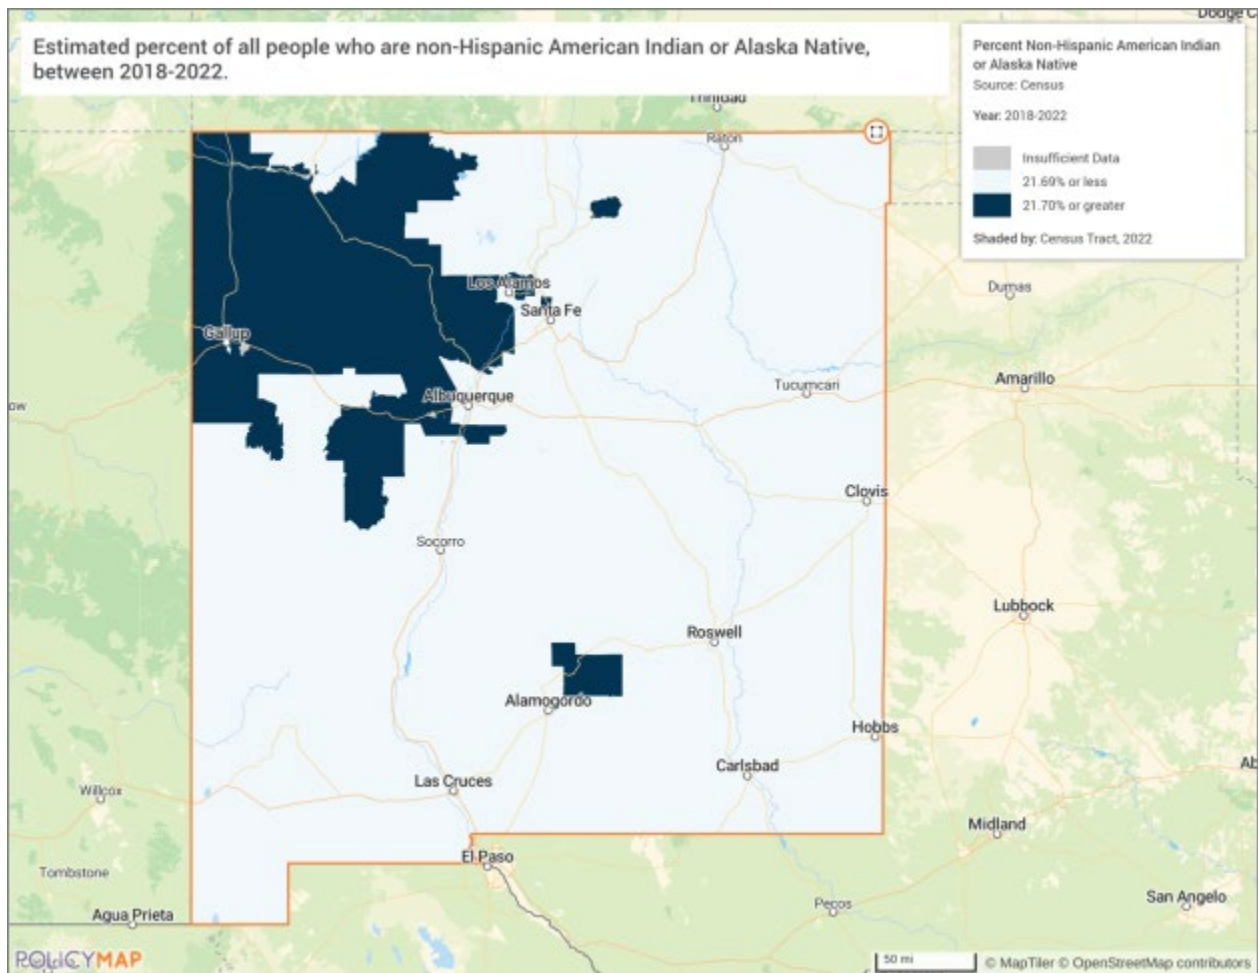 Dodge C
Estimated percent of all people who are non-Hispanic American Indian or Alaska Native,
between 2018-2022.
Percent Non-Hispanic American Indian
or Alaska Native
Source: Census
Year: 2018-2022
Insufficient Data
21.69% or less
21.70% or greater
Shaded by: Census Tract, 2022
Trinidad
Raton
Los Alamos
Santa Fe
Dumas
Gallup
Albuquerque
Tucumcari
Amarillo
ow
Clovis
Socorro
Lubbock
Roswell
Alamogordo
Hobbs
Carlsbad
Las Cruces
Willcox
Ab
Midland
El Paso
Tombstone
Pecos
San Angelo
Agua Prieta
POLICYMAP
50 mi
© MapTiler © OpenStreetMap contributors